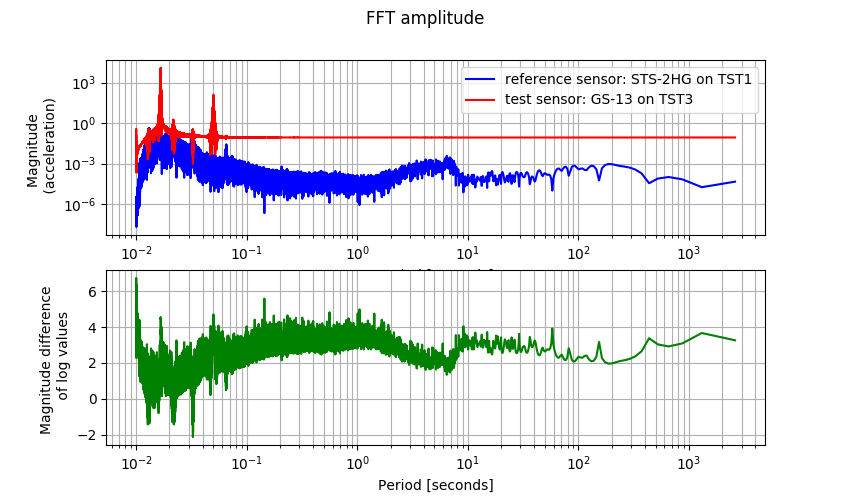 FFT amplitude
Magnitude
(acceleration)
10³
10⁰
10⁻³
10⁻⁶
reference sensor: STS-2HG on TST1
test sensor: GS-13 on TST3
10⁻² 10⁻¹ 10⁰ 10¹ 10² 10³
Magnitude difference
of log values
6
4
2
0
−2
10⁻² 10⁻¹ 10⁰ 10¹ 10² 10³
Period [seconds]